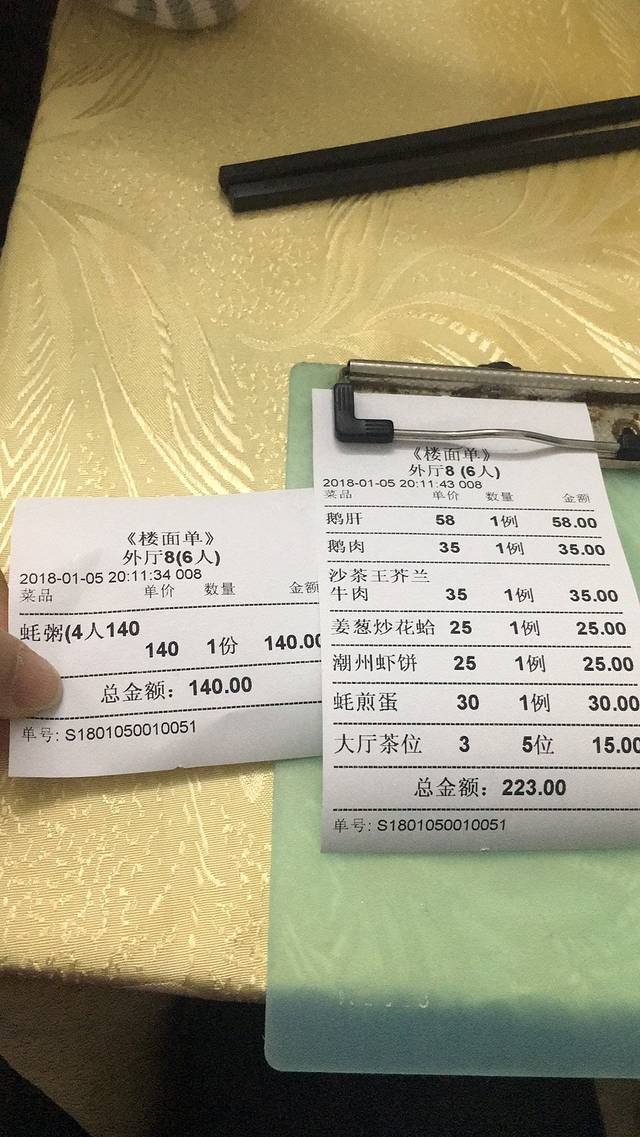 《楼面单》
外厅8(6人)
2018-01-05 20:11:34 008
菜品 单价 数量 金额
蚝粥(4人140
140 1份 140.00
总金额：140.00
单号: S1801050010051
《楼面单》
外厅8 (6人)
2018-01-05 20:11:43 008
菜品 单价 数量 金额
鹅肝 58 1例 58.00
鹅肉 35 1例 35.00
沙茶王芥兰
牛肉 35 1例 35.00
姜葱炒花蛤 25 1例 25.00
潮州虾饼 25 1例 25.00
蚝煎蛋 30 1例 30.00
大厅茶位 3 5位 15.00
总金额：223.00
单号: S1801050010051